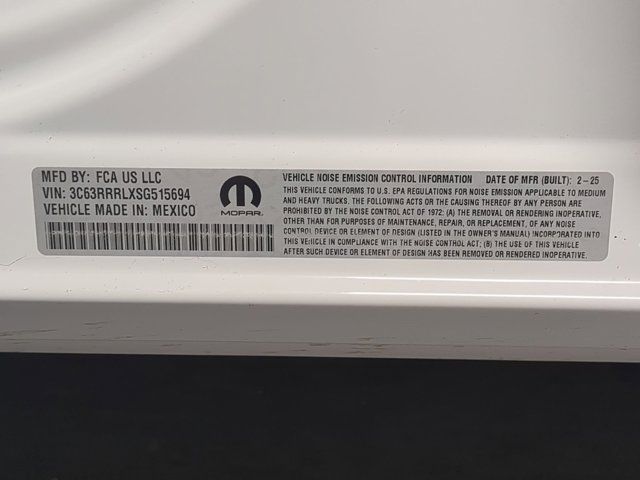 MFD BY: FCA US LLC
VIN: 3C63RRRLXSG515694
VEHICLE MADE IN: MEXICO
MOPAR.
VEHICLE NOISE EMISSION CONTROL INFORMATION DATE OF MFR (BUILT): 2-25
THIS VEHICLE CONFORMS TO U.S. EPA REGULATIONS FOR NOISE EMISSION APPLICABLE TO MEDIUM
AND HEAVY TRUCKS. THE FOLLOWING ACTS OR THE CAUSING THEREOF BY ANY PERSON ARE
PROHIBITED BY THE NOISE CONTROL ACT OF 1972: (A) THE REMOVAL OR RENDERING INOPERATIVE,
OTHER THAN FOR PURPOSES OF MAINTENANCE, REPAIR, OR REPLACEMENT, OF ANY NOISE
CONTROL DEVICE OR ELEMENT OF DESIGN (LISTED IN THE OWNER'S MANUAL) INCORPORATED INTO
THIS VEHICLE IN COMPLIANCE WITH THE NOISE CONTROL ACT; (B) THE USE OF THIS VEHICLE
AFTER SUCH DEVICE OR ELEMENT OF DESIGN HAS BEEN REMOVED OR RENDERED INOPERATIVE.